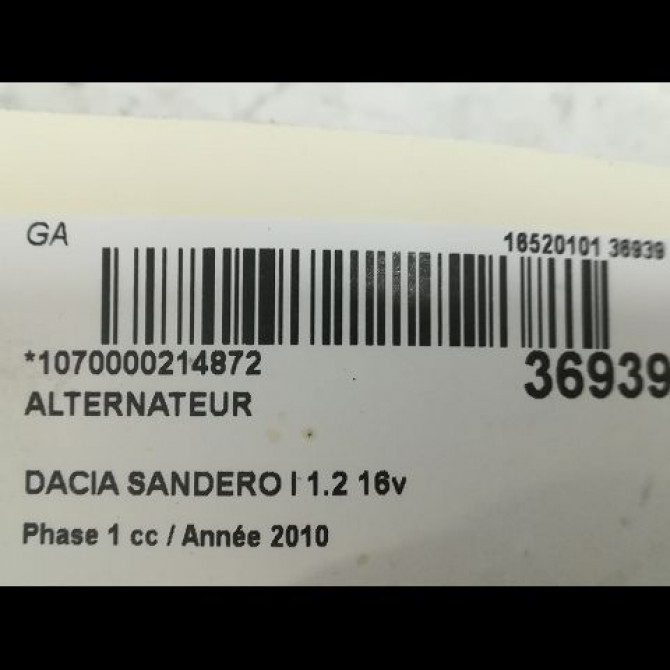 GA
16520101 36939
*1070000214872
36939
ALTERNATEUR
DACIA SANDERO I 1.2 16v
Phase 1 cc / Année 2010